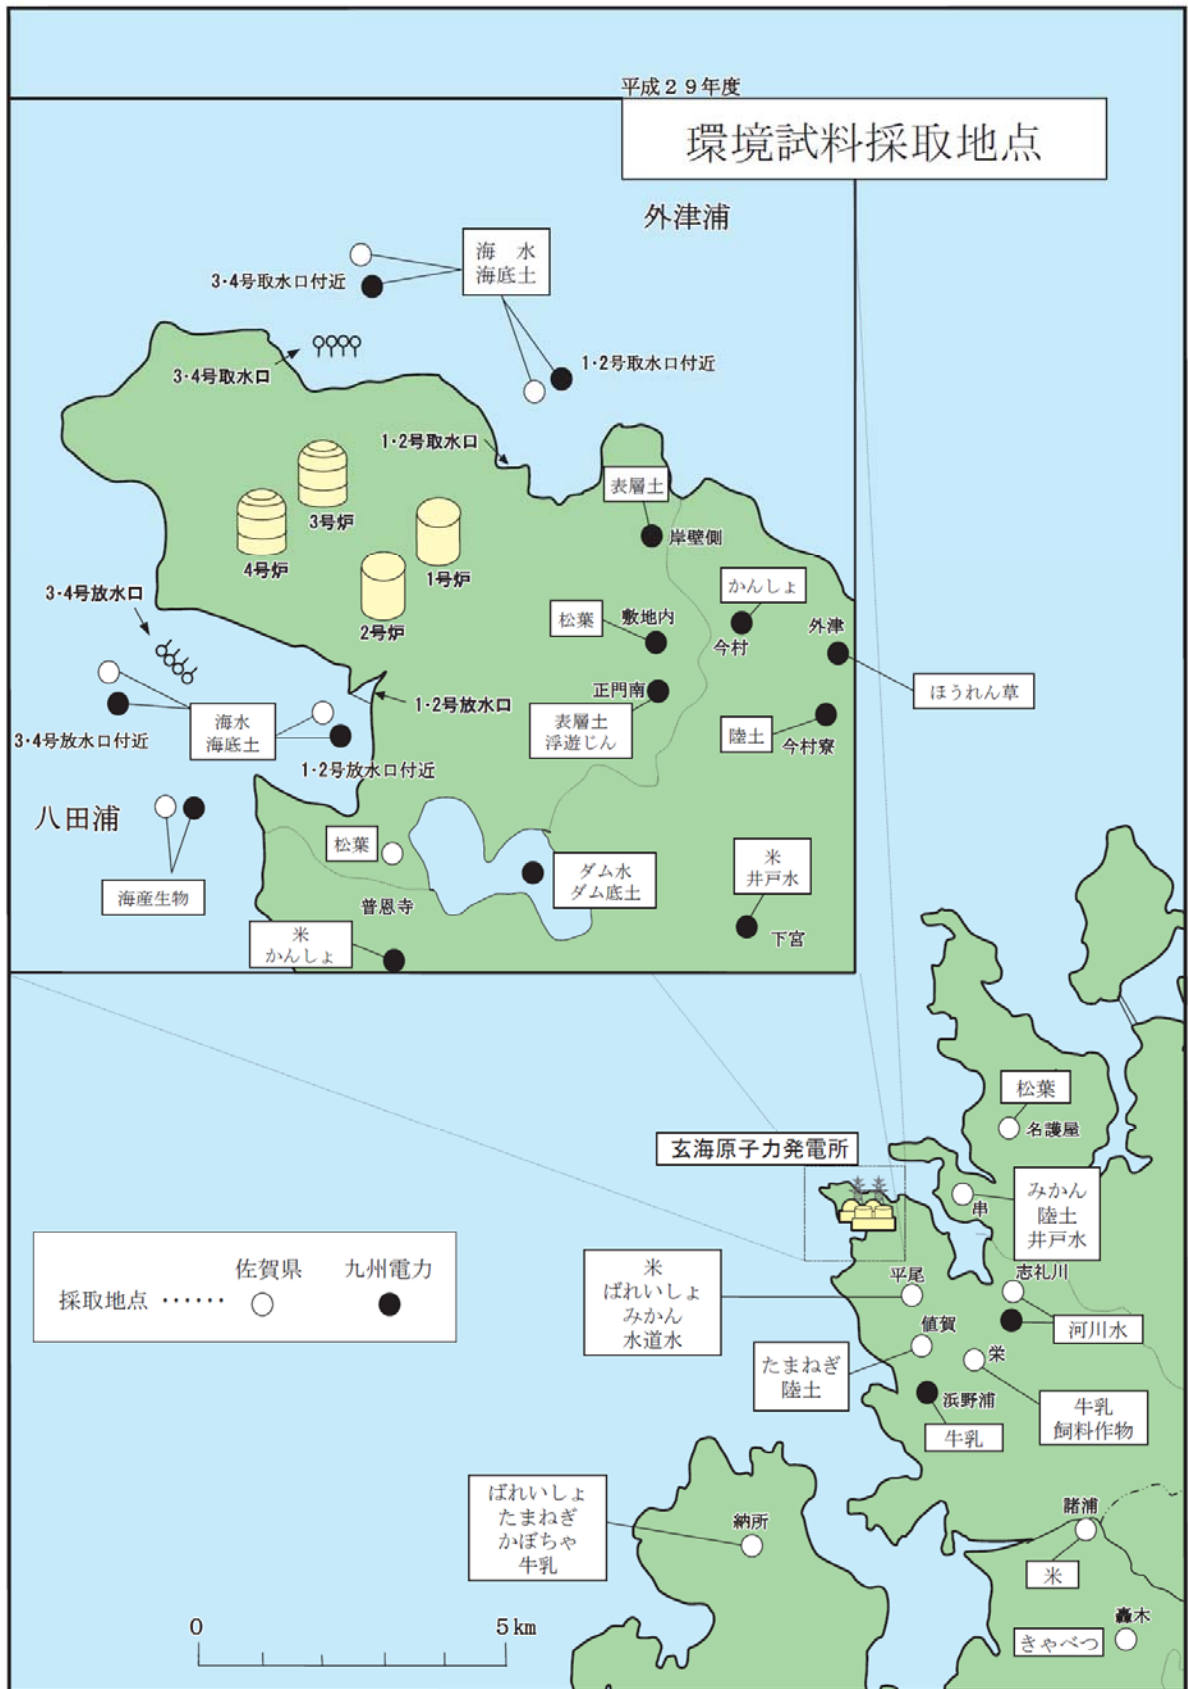 平成２９年度
環境試料採取地点
外津浦
海　水
海底土
3・4号取水口付近
1・2号取水口付近
3・4号取水口
1・2号取水口
表層土
岸壁側
3号炉
4号炉
1号炉
2号炉
かんしょ
今村
松葉
敷地内
外津
ほうれん草
3・4号放水口
正門南
表層土
浮遊じん
1・2号放水口
陸土
今村寮
海水
海底土
3・4号放水口付近
1・2号放水口付近
八田浦
海産生物
松葉
普恩寺
ダム水
ダム底土
米
井戸水
下宮
米
かんしょ
松葉
名護屋
玄海原子力発電所
串
みかん
陸土
井戸水
佐賀県
九州電力
採取地点 ‥‥‥
米
ばれいしょ
みかん
水道水
平尾
志礼川
河川水
値賀
たまねぎ
陸土
栄
牛乳
飼料作物
浜野浦
牛乳
ばれいしょ
たまねぎ
かぼちゃ
牛乳
納所
諸浦
米
轟木
きゃべつ
0
5km